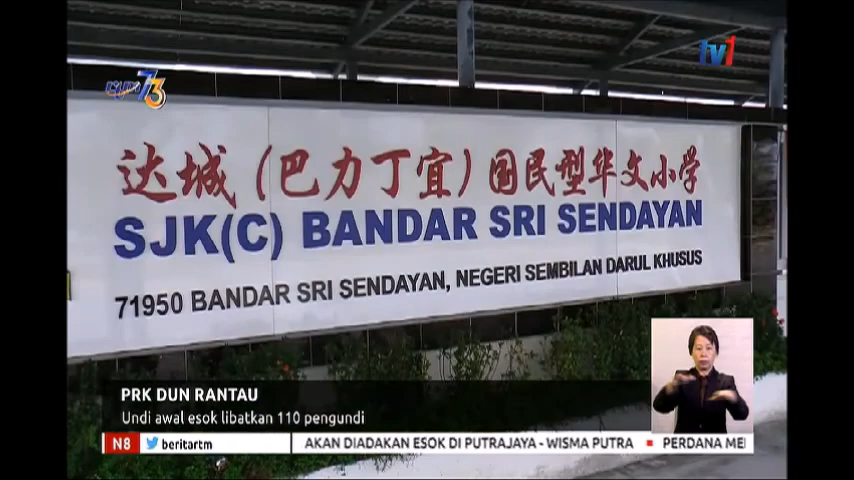 tv1
73
达城(巴力丁宜)国民型华文小学
SJK(C) BANDAR SRI SENDAYAN
71950 BANDAR SRI SENDAYAN, NEGERI SEMBILAN DARUL KHUSUS
PRK DUN RANTAU
Undi awal esok libatkan 110 pengundi
N8 beritartm AKAN DIADAKAN ESOK DI PUTRAJAYA - WISMA PUTRA PERDANA